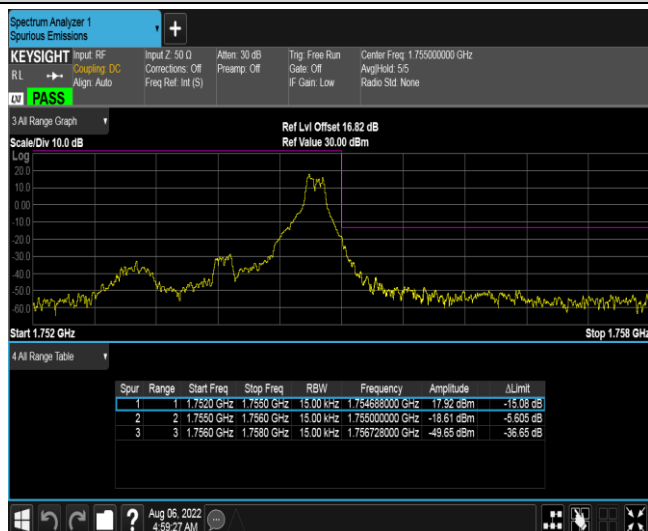 Spectrum Analyzer 1
Spurious Emissions
+
KEYSIGHT Input: RF Input Z: 50 Ω Atten: 30 dB Trig: Free Run Center Freq: 1.755000000 GHz
RL Coupling: DC Corrections: Off Preamp: Off Gate: Off Avg|Hold: 5/5
Align: Auto Freq Ref: Int (S) IF Gain: Low Radio Std: None
LXI PASS
3 All Range Graph Ref Lvl Offset 16.82 dB
Scale/Div 10.0 dB Ref Value 30.00 dBm
Log
20.0
10.0
0.00
-10.0
-20.0
-30.0
-40.0
-50.0
-60.0
Start 1.752 GHz Stop 1.758 GHz
4 All Range Table
Spur Range Start Freq Stop Freq RBW Frequency Amplitude ΔLimit
1 1 1.7520 GHz 1.7550 GHz 15.00 kHz 1.754688000 GHz 17.92 dBm -15.08 dB
2 2 1.7550 GHz 1.7560 GHz 15.00 kHz 1.755000000 GHz -18.61 dBm -5.605 dB
3 3 1.7560 GHz 1.7580 GHz 15.00 kHz 1.756728000 GHz -49.65 dBm -36.65 dB
? Aug 06, 2022
4:59:27 AM